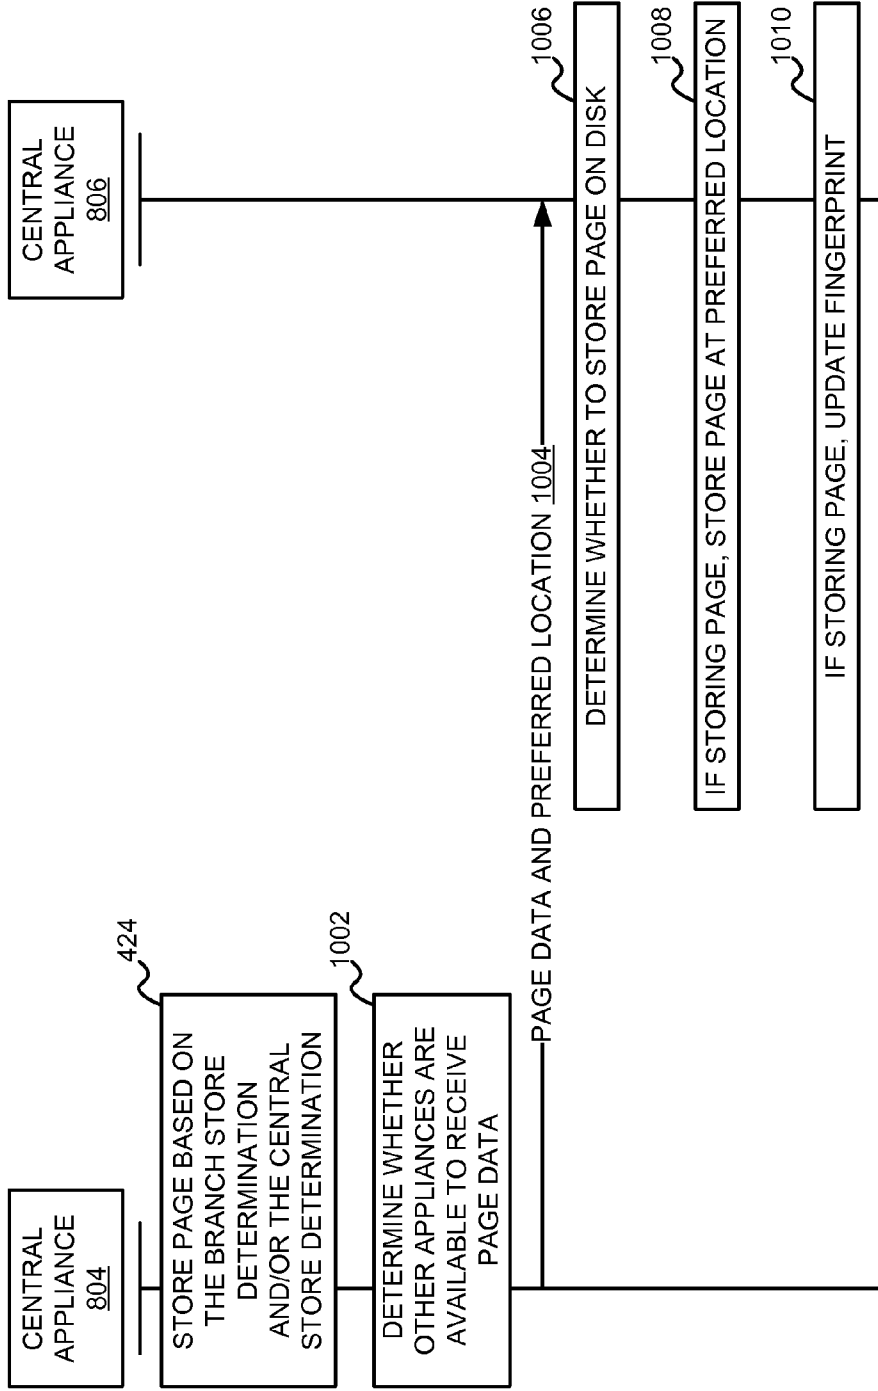 CENTRAL
APPLIANCE
804
CENTRAL
APPLIANCE
806
424
STORE PAGE BASED ON
THE BRANCH STORE
DETERMINATION
AND/OR THE CENTRAL
STORE DETERMINATION
1002
DETERMINE WHETHER
OTHER APPLIANCES ARE
AVAILABLE TO RECEIVE
PAGE DATA
PAGE DATA AND PREFERRED LOCATION 1004
1006
DETERMINE WHETHER TO STORE PAGE ON DISK
1008
IF STORING PAGE, STORE PAGE AT PREFERRED LOCATION
1010
IF STORING PAGE, UPDATE FINGERPRINT